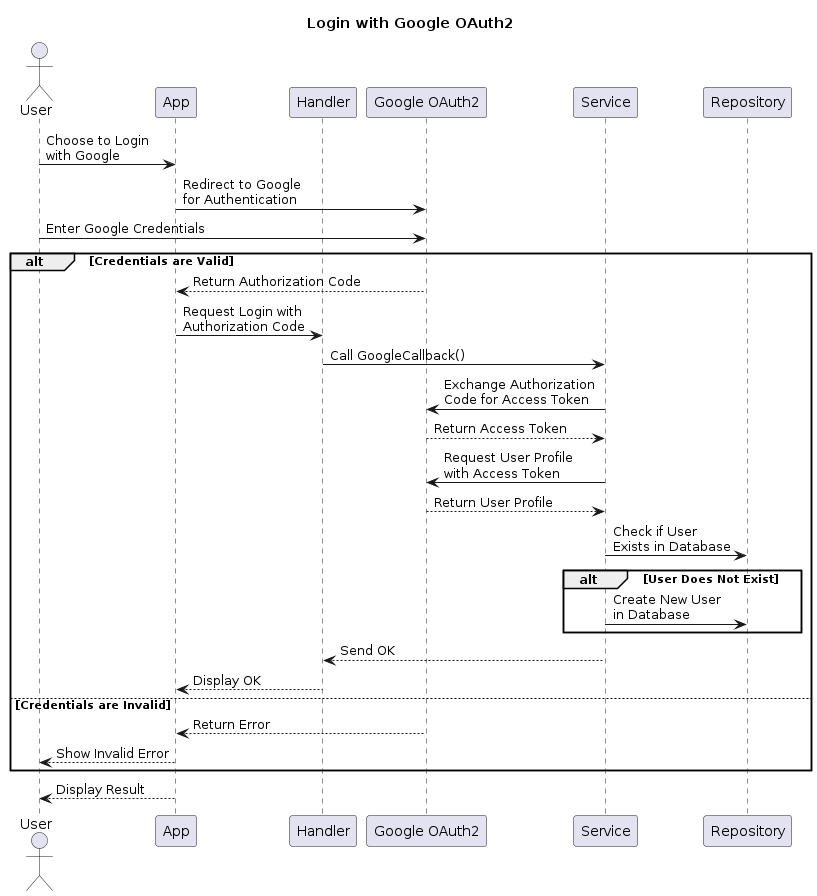 Login with Google OAuth2
User
App
Handler
Google OAuth2
Service
Repository
Choose to Login
with Google
Redirect to Google
for Authentication
Enter Google Credentials
alt
[Credentials are Valid]
Return Authorization Code
Request Login with
Authorization Code
Call GoogleCallback()
Exchange Authorization
Code for Access Token
Return Access Token
Request User Profile
with Access Token
Return User Profile
Check if User
Exists in Database
alt
[User Does Not Exist]
Create New User
in Database
Send OK
Display OK
[Credentials are Invalid]
Return Error
Show Invalid Error
Display Result
User
App
Handler
Google OAuth2
Service
Repository